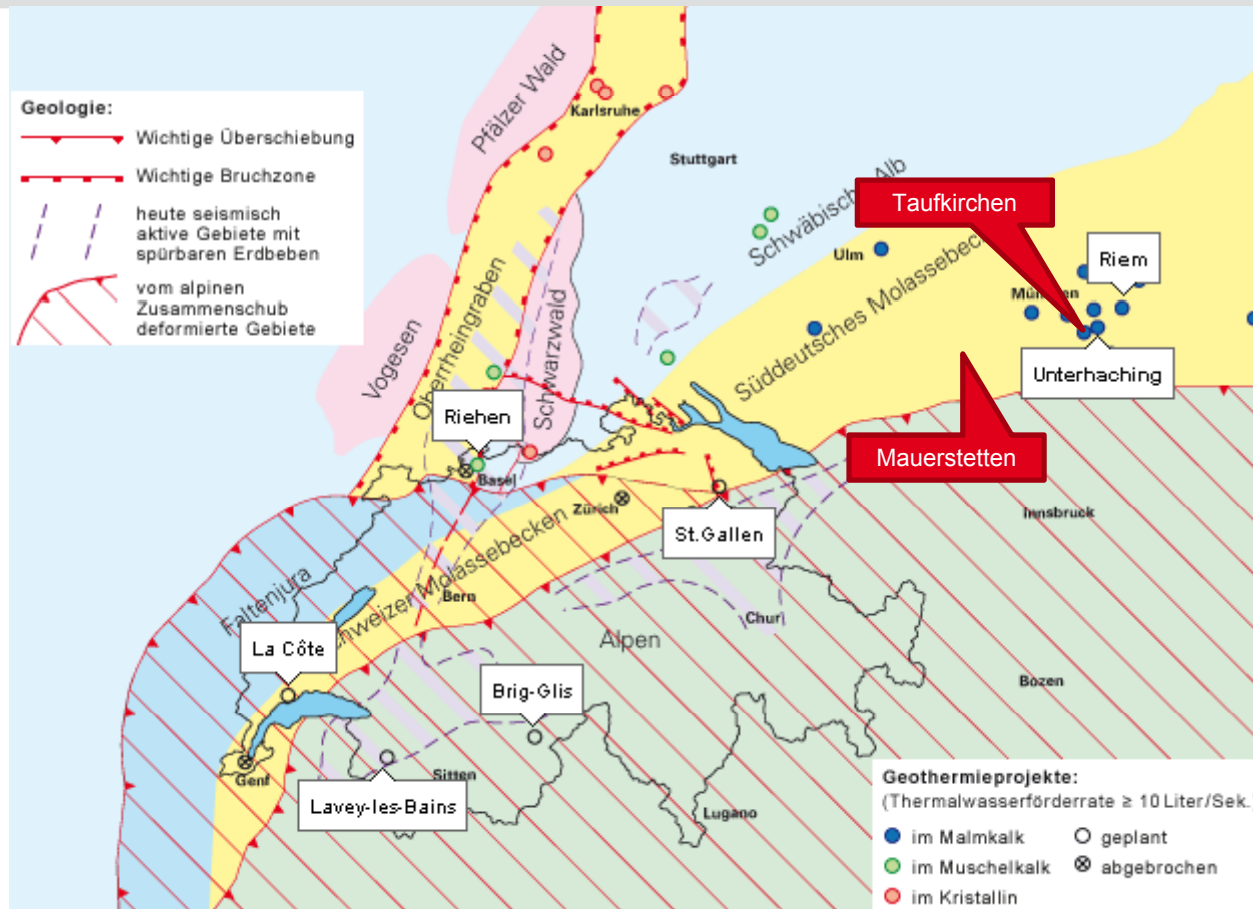 Geologie:
Wichtige Überschiebung
Wichtige Bruchzone
heute seismisch
aktive Gebiete mit
spürbaren Erdbeben
vom alpinen
Zusammenschub
deformierte Gebiete
Pfälzer Wald
Karlsruhe
Stuttgart
Schwäbische Alb
Taufkirchen
Ulm
Riem
München
Süddeutsches Molassebecken
Unterhaching
Mauerstetten
Vogesen
Oberrheingraben
Schwarzwald
Riehen
Basel
Zürich
St.Gallen
Innsbruck
Faltenjura
Schweizer Molassebecken
Bern
Chur
Alpen
La Côte
Brig-Glis
Bozen
Genf
Sitten
Lavey-les-Bains
Lugano
Geothermieprojekte:
(Thermalwasserförderrate ≥ 10 Liter/Sek.
im Malmkalk
geplant
im Muschelkalk
abgebrochen
im Kristallin